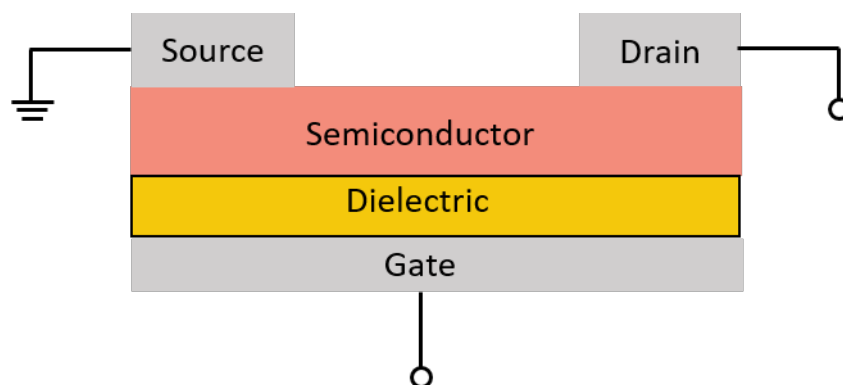 Source
Drain
Semiconductor
Dielectric
Gate